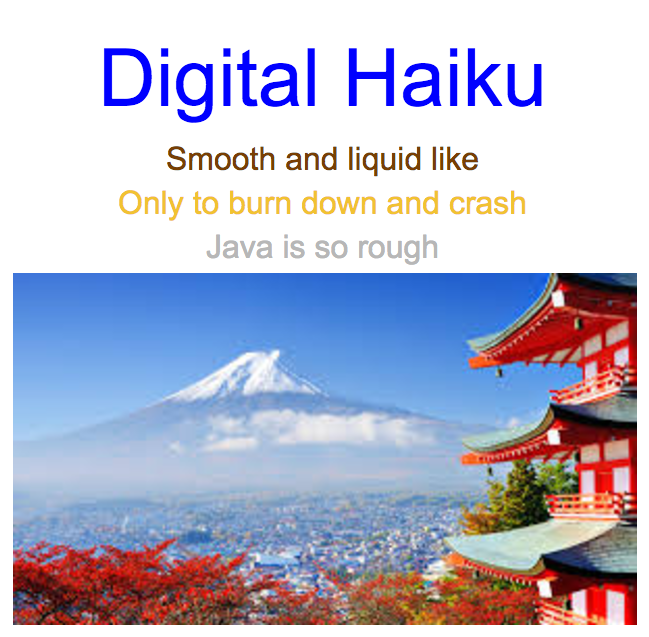 Digital Haiku
Smooth and liquid like
Only to burn down and crash
Java is so rough